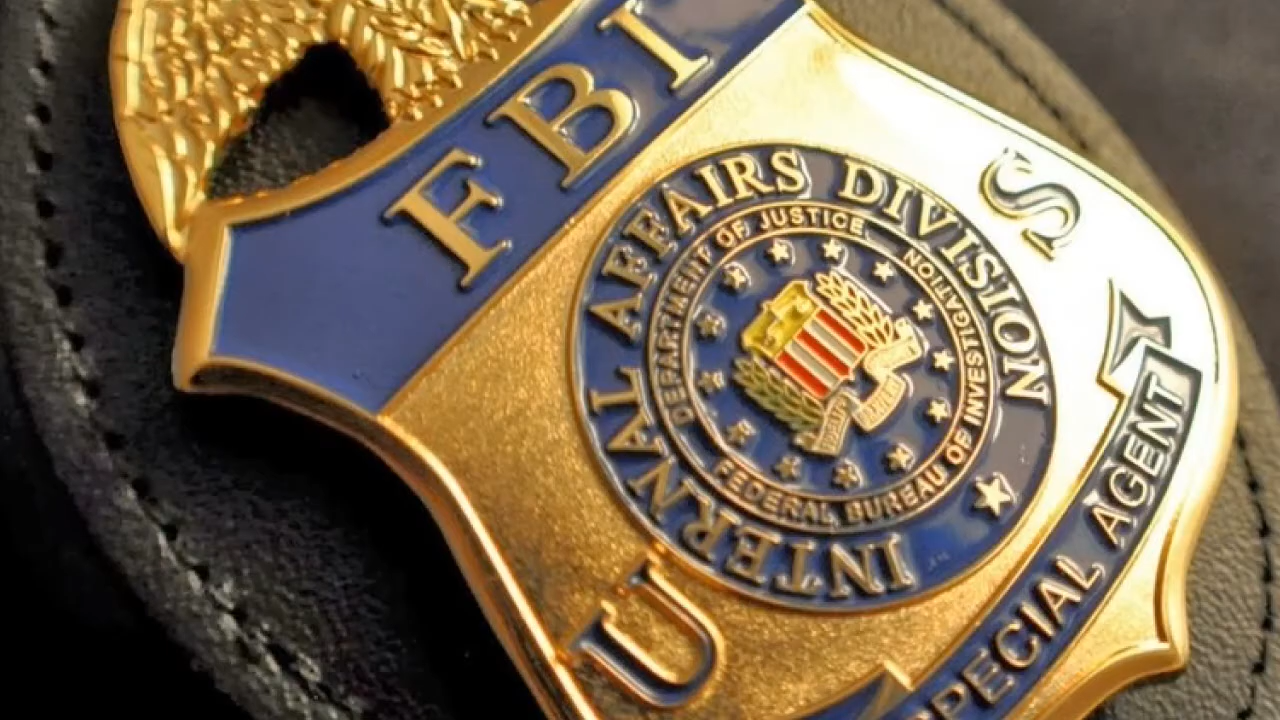 FBI
INTERNAL AFFAIRS DIVISION
DEPARTMENT OF JUSTICE
FEDERAL BUREAU OF INVESTIGATION
U S
SPECIAL AGENT